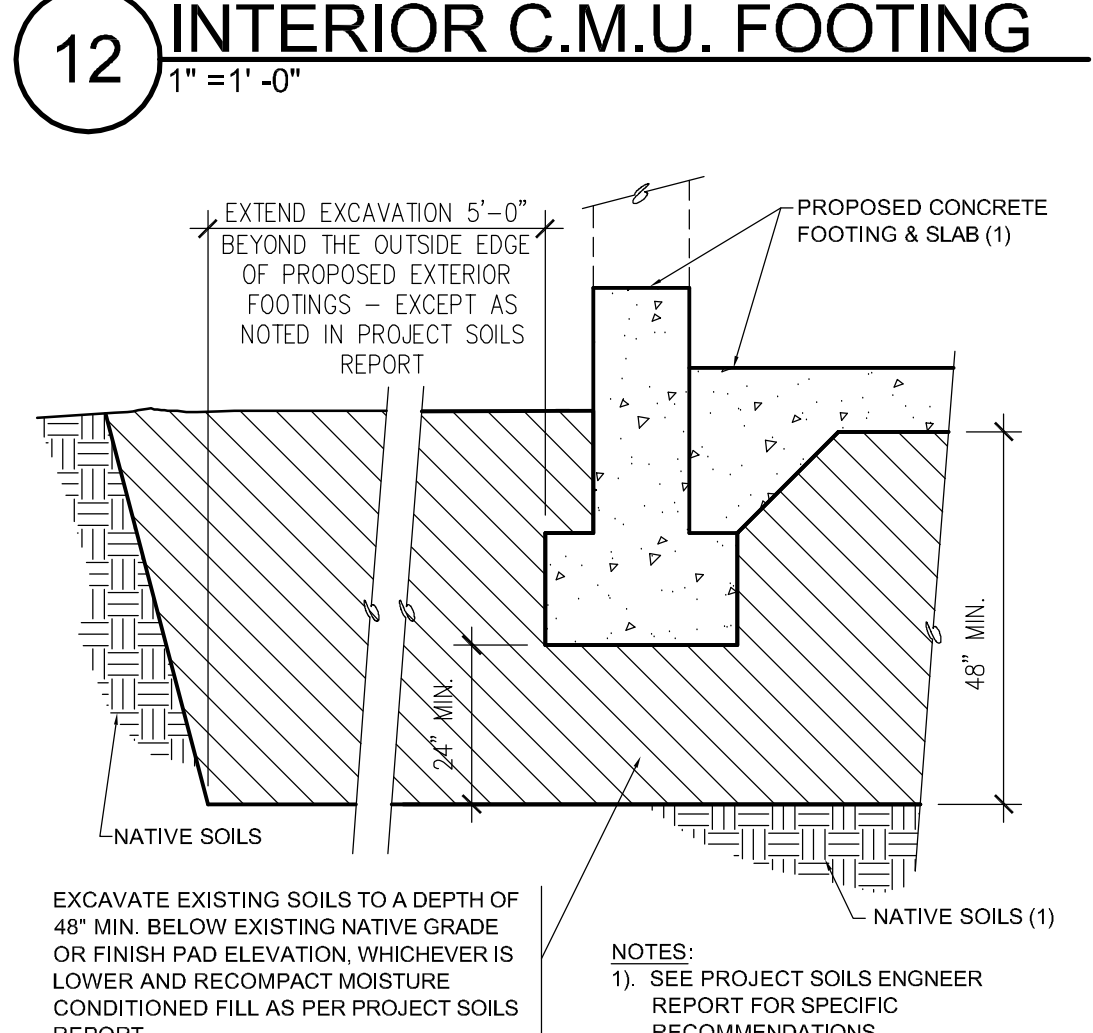 12
INTERIOR C.M.U. FOOTING
1" =1' -0"
EXTEND EXCAVATION 5'-0"
BEYOND THE OUTSIDE EDGE
OF PROPOSED EXTERIOR
FOOTINGS – EXCEPT AS
NOTED IN PROJECT SOILS
REPORT
PROPOSED CONCRETE
FOOTING & SLAB (1)
48" MIN.
24" MIN.
NATIVE SOILS
NATIVE SOILS (1)
EXCAVATE EXISTING SOILS TO A DEPTH OF
48" MIN. BELOW EXISTING NATIVE GRADE
OR FINISH PAD ELEVATION, WHICHEVER IS
LOWER AND RECOMPACT MOISTURE
CONDITIONED FILL AS PER PROJECT SOILS
REPORT
NOTES:
1). SEE PROJECT SOILS ENGNEER
REPORT FOR SPECIFIC
RECOMMENDATIONS